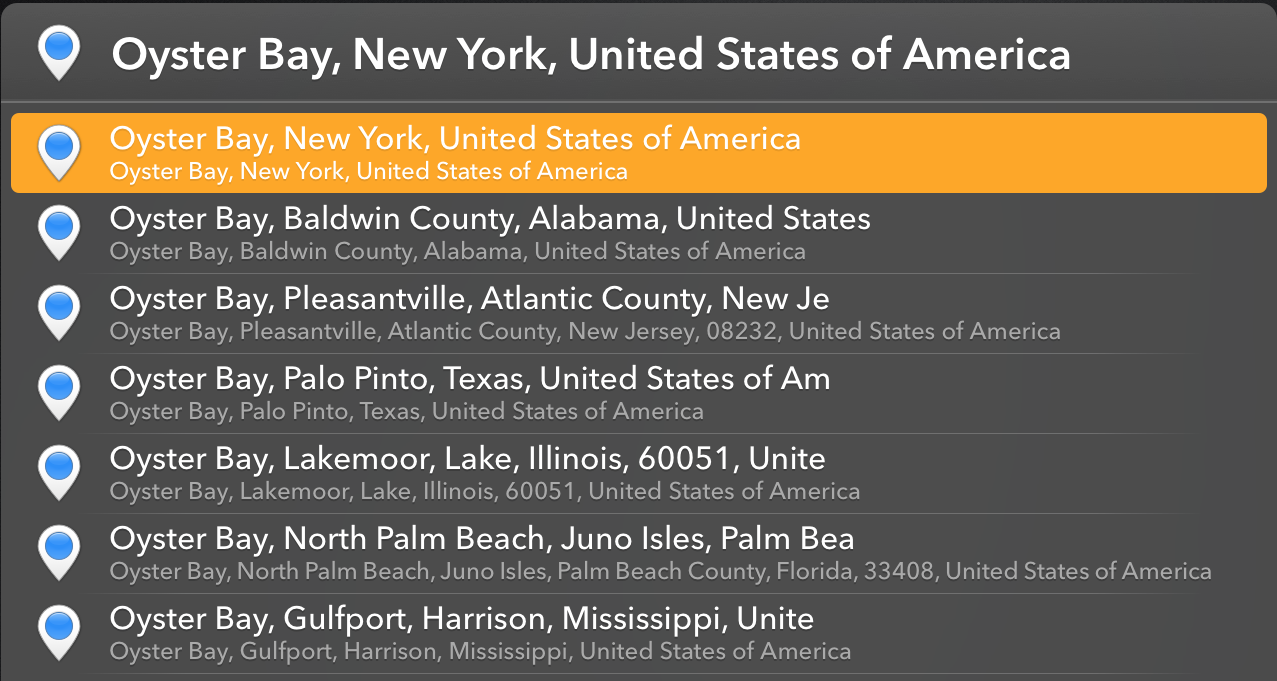 Oyster Bay, New York, United States of America
Oyster Bay, New York, United States of America
Oyster Bay, New York, United States of America
Oyster Bay, Baldwin County, Alabama, United States
Oyster Bay, Baldwin County, Alabama, United States of America
Oyster Bay, Pleasantville, Atlantic County, New Je
Oyster Bay, Pleasantville, Atlantic County, New Jersey, 08232, United States of America
Oyster Bay, Palo Pinto, Texas, United States of Am
Oyster Bay, Palo Pinto, Texas, United States of America
Oyster Bay, Lakemoor, Lake, Illinois, 60051, Unite
Oyster Bay, Lakemoor, Lake, Illinois, 60051, United States of America
Oyster Bay, North Palm Beach, Juno Isles, Palm Bea
Oyster Bay, North Palm Beach, Juno Isles, Palm Beach County, Florida, 33408, United States of America
Oyster Bay, Gulfport, Harrison, Mississippi, Unite
Oyster Bay, Gulfport, Harrison, Mississippi, United States of America